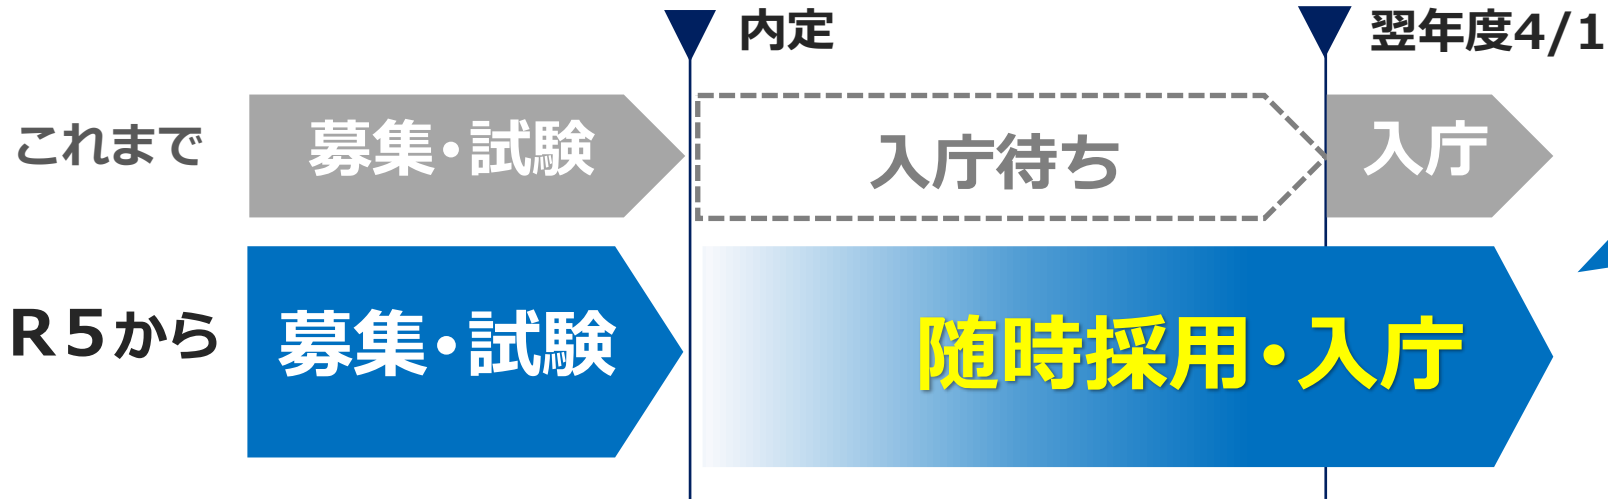 内定
翌年度4/1
これまで
募集・試験
入庁待ち
入庁
R5から
募集・試験
随時採用・入庁